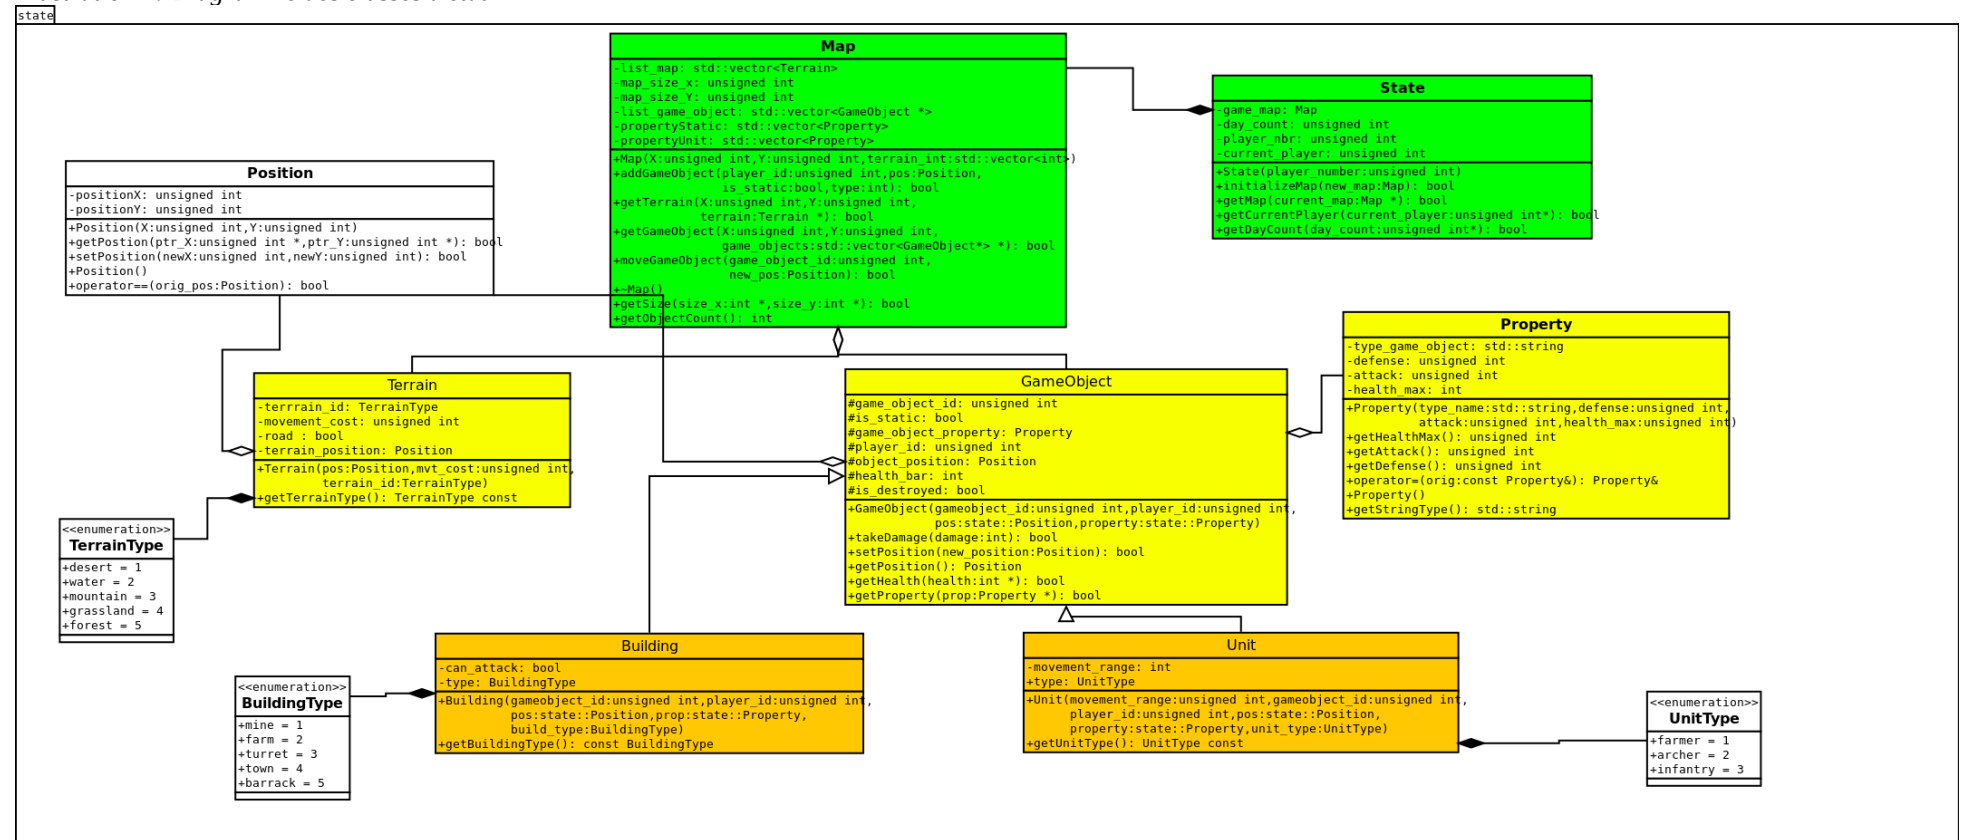 state
Map
-list_map: std::vector<Terrain>
-map_size_x: unsigned int
-map_size_Y: unsigned int
-list_game_object: std::vector<GameObject *>
-propertyStatic: std::vector<Property>
-propertyUnit: std::vector<Property>
+Map(X:unsigned int,Y:unsigned int,terrain_int:std::vector<int>)
+addGameObject(player_id:unsigned int,pos:Position,
is_static:bool,type:int): bool
+getTerrain(X:unsigned int,Y:unsigned int,
terrain:Terrain *): bool
+getGameObject(X:unsigned int,Y:unsigned int,
game_objects:std::vector<GameObject*> *): bool
+moveGameObject(game_object_id:unsigned int,
new_pos:Position): bool
+~Map()
+getSize(size_x:int *,size_y:int *): bool
+getObjectCount(): int
State
-game_map: Map
-day_count: unsigned int
-player_nbr: unsigned int
-current_player: unsigned int
+State(player_number:unsigned int)
+initializeMap(new_map:Map): bool
+getMap(current_map:Map *): bool
+getCurrentPlayer(current_player:unsigned int*): bool
+getDayCount(day_count:unsigned int*): bool
Position
-positionX: unsigned int
-positionY: unsigned int
+Position(X:unsigned int,Y:unsigned int)
+getPostion(ptr_X:unsigned int *,ptr_Y:unsigned int *): bool
+setPosition(newX:unsigned int,newY:unsigned int): bool
+Position()
+operator==(orig_pos:Position): bool
Property
-type_game_object: std::string
-defense: unsigned int
-attack: unsigned int
-health_max: int
+Property(type_name:std::string,defense:unsigned int,
attack:unsigned int,health_max:unsigned int)
+getHealthMax(): unsigned int
+getAttack(): unsigned int
+getDefense(): unsigned int
+operator=(orig:const Property&): Property&
+Property()
+getStringType(): std::string
Terrain
-terrrain_id: TerrainType
-movement_cost: unsigned int
-road : bool
-terrain_position: Position
+Terrain(pos:Position,mvt_cost:unsigned int,
terrain_id:TerrainType)
+getTerrainType(): TerrainType const
GameObject
#game_object_id: unsigned int
#is_static: bool
#game_object_property: Property
#player_id: unsigned int
#object_position: Position
#health_bar: int
#is_destroyed: bool
+GameObject(gameobject_id:unsigned int,player_id:unsigned int,
pos:state::Position,property:state::Property)
+takeDamage(damage:int): bool
+setPosition(new_position:Position): bool
+getPosition(): Position
+getHealth(health:int *): bool
+getProperty(prop:Property *): bool
<<enumeration>>
TerrainType
+desert = 1
+water = 2
+mountain = 3
+grassland = 4
+forest = 5
Building
-can_attack: bool
-type: BuildingType
+Building(gameobject_id:unsigned int,player_id:unsigned int,
pos:state::Position,prop:state::Property,
build_type:BuildingType)
+getBuildingType(): const BuildingType
Unit
-movement_range: int
+type: UnitType
+Unit(movement_range:unsigned int,gameobject_id:unsigned int,
player_id:unsigned int,pos:state::Position,
property:state::Property,unit_type:UnitType)
+getUnitType(): UnitType const
<<enumeration>>
BuildingType
+mine = 1
+farm = 2
+turret = 3
+town = 4
+barrack = 5
<<enumeration>>
UnitType
+farmer = 1
+archer = 2
+infantry = 3